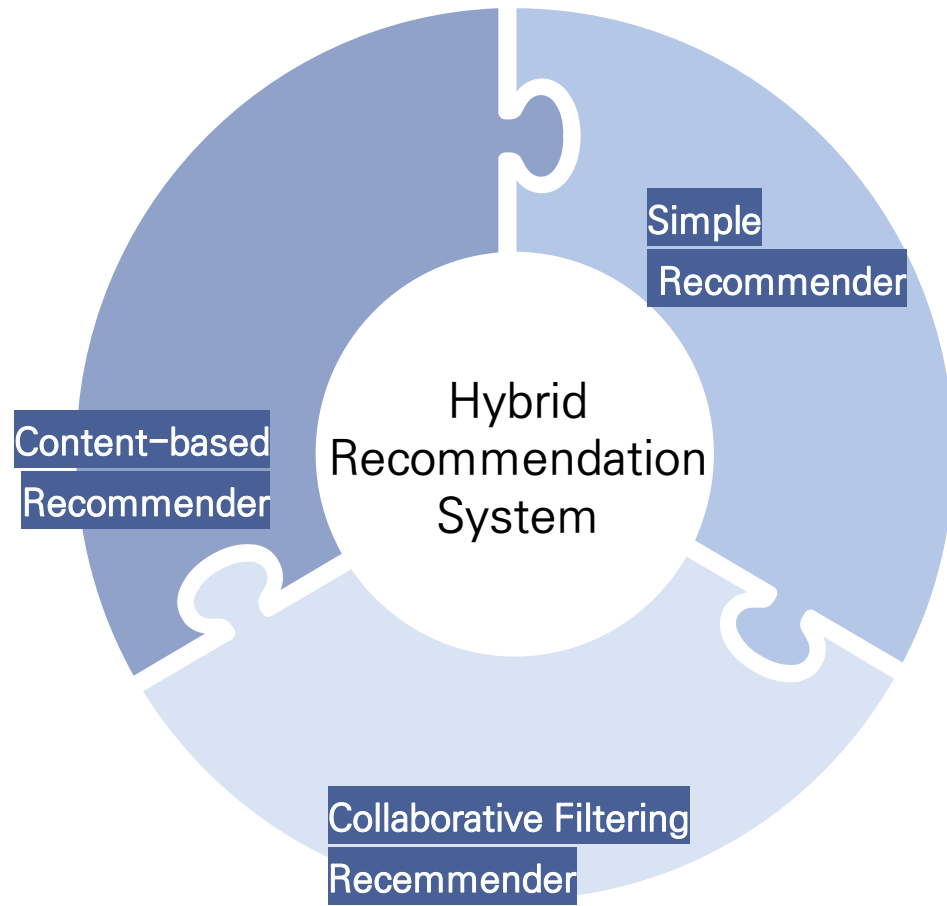 Simple
Recommender
Hybrid
Recommendation
System
Content-based
Recommender
Collaborative Filtering
Recemmender